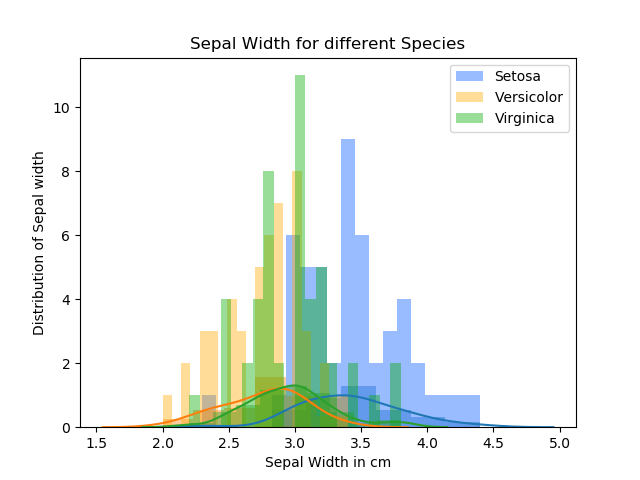 Sepal Width for different Species
Setosa
Versicolor
Virginica
Distribution of Sepal width
10
8
6
4
2
0
1.5 2.0 2.5 3.0 3.5 4.0 4.5 5.0
Sepal Width in cm